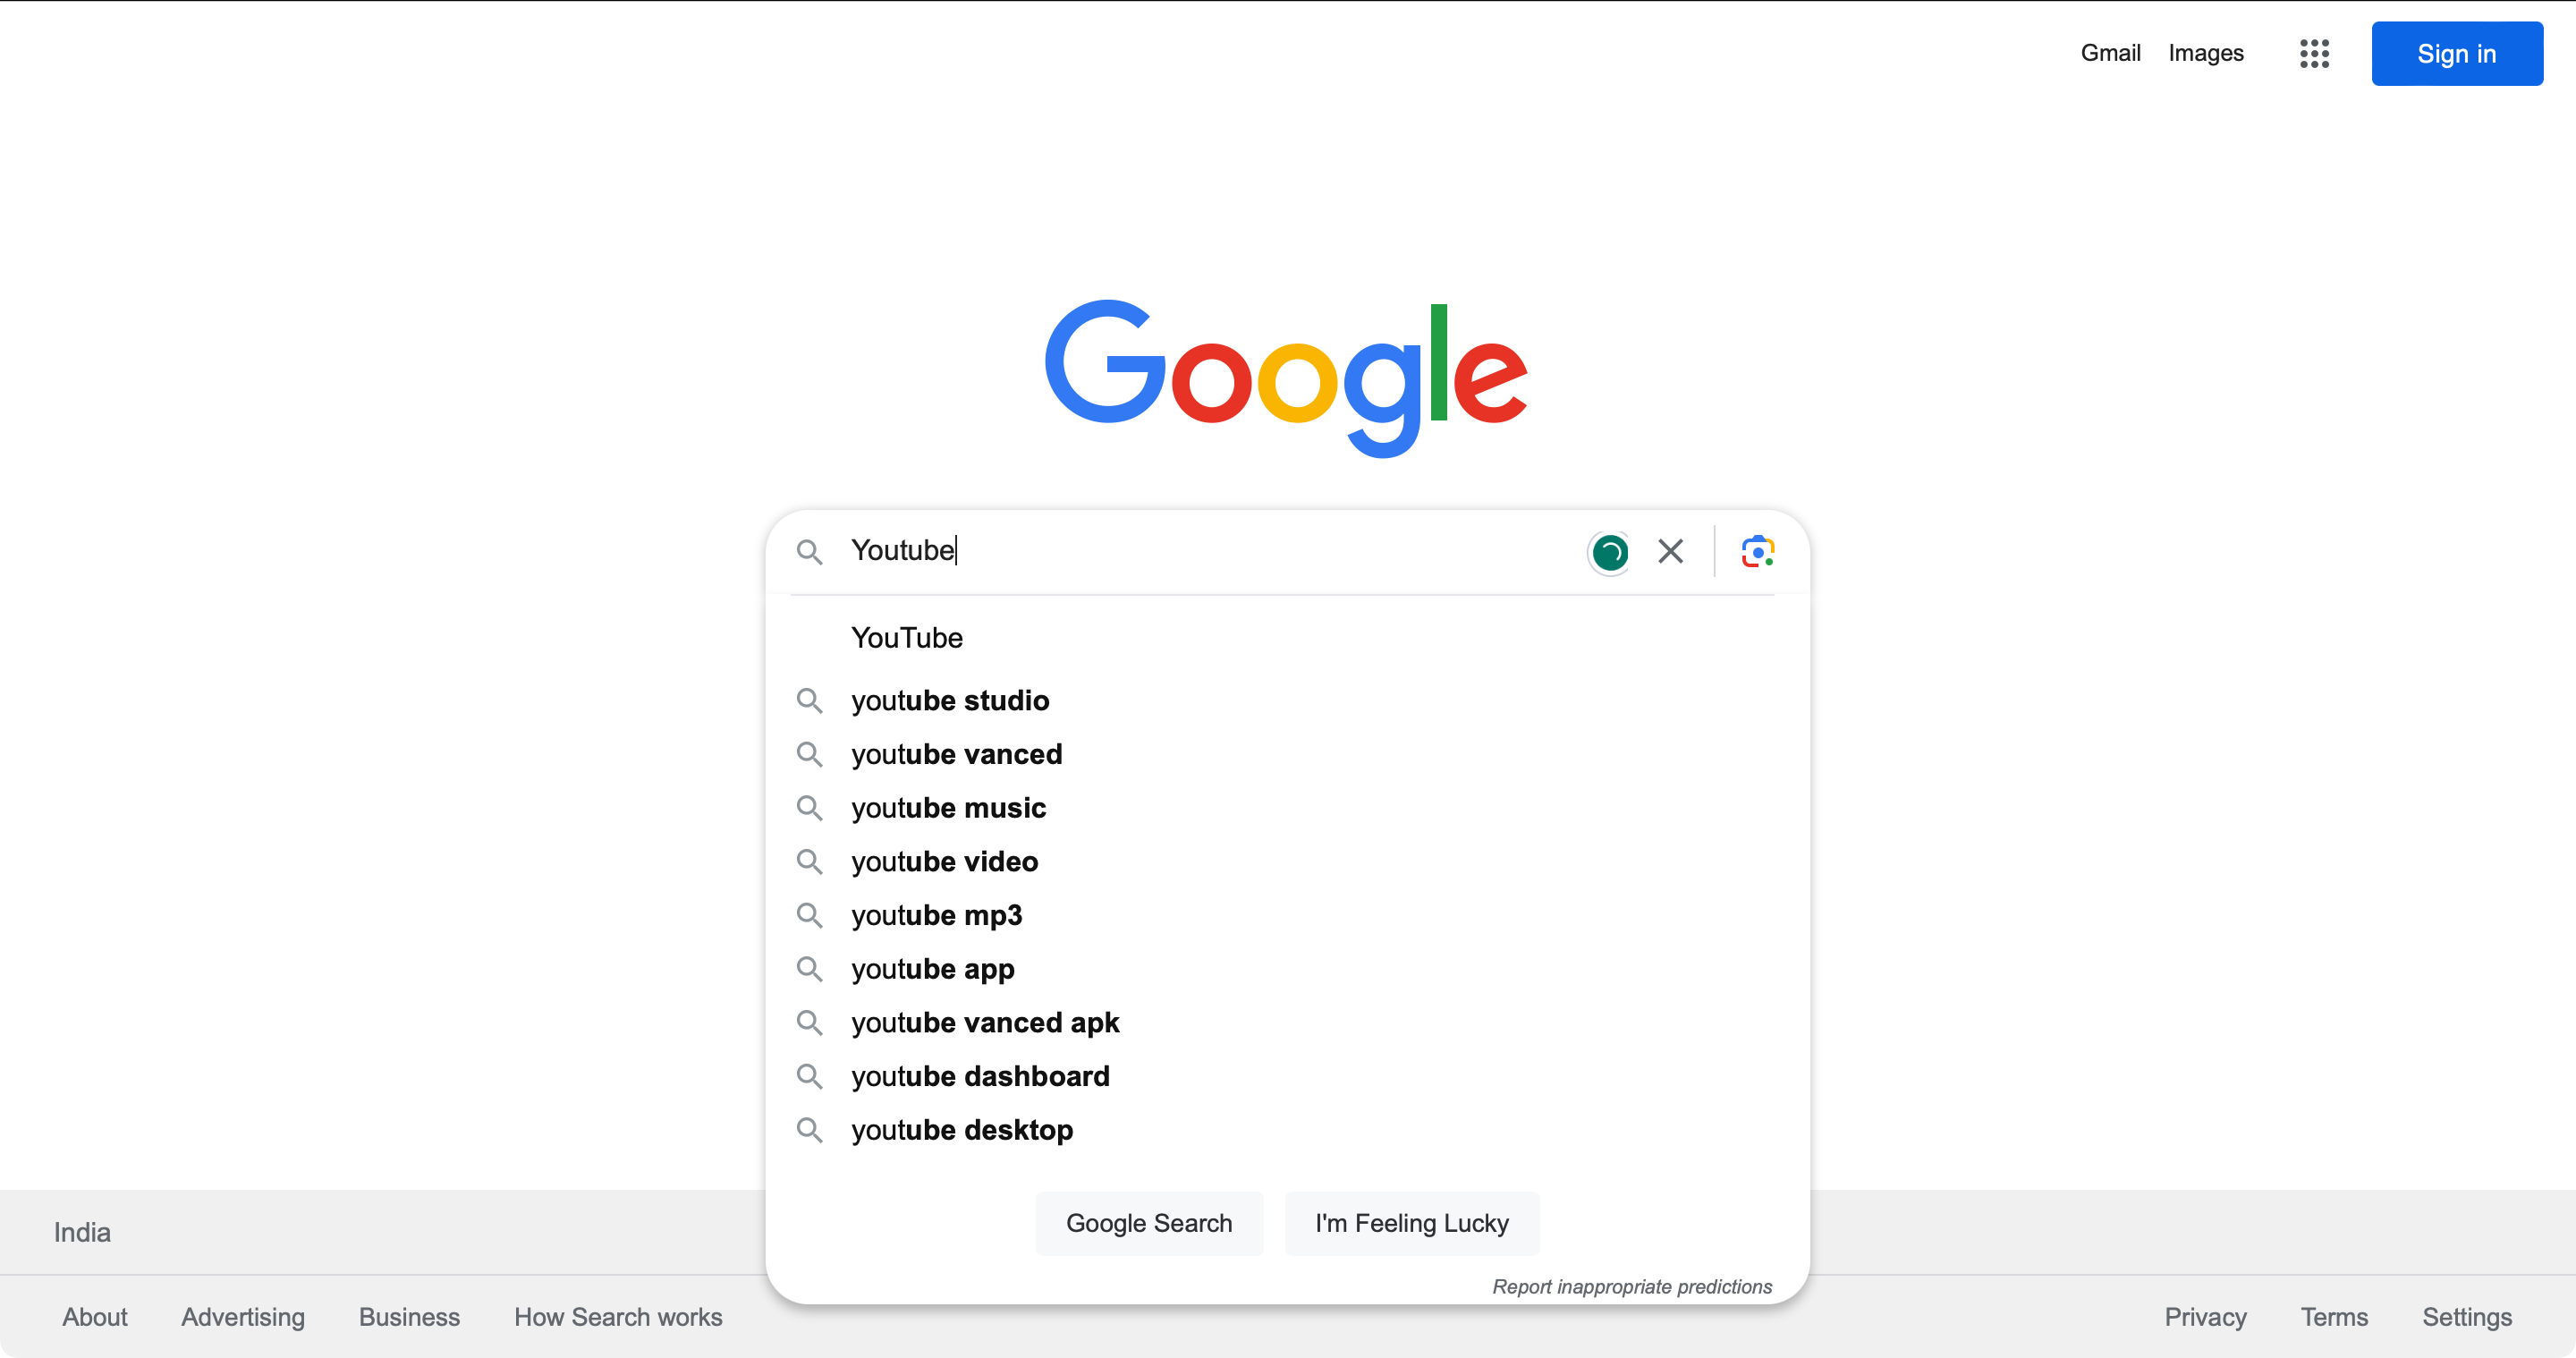 Gmail Images Sign in
Google
Youtube
YouTube
youtube studio
youtube vanced
youtube music
youtube video
youtube mp3
youtube app
youtube vanced apk
youtube dashboard
youtube desktop
Google Search I'm Feeling Lucky
Report inappropriate predictions
India
About Advertising Business How Search works Privacy Terms Settings